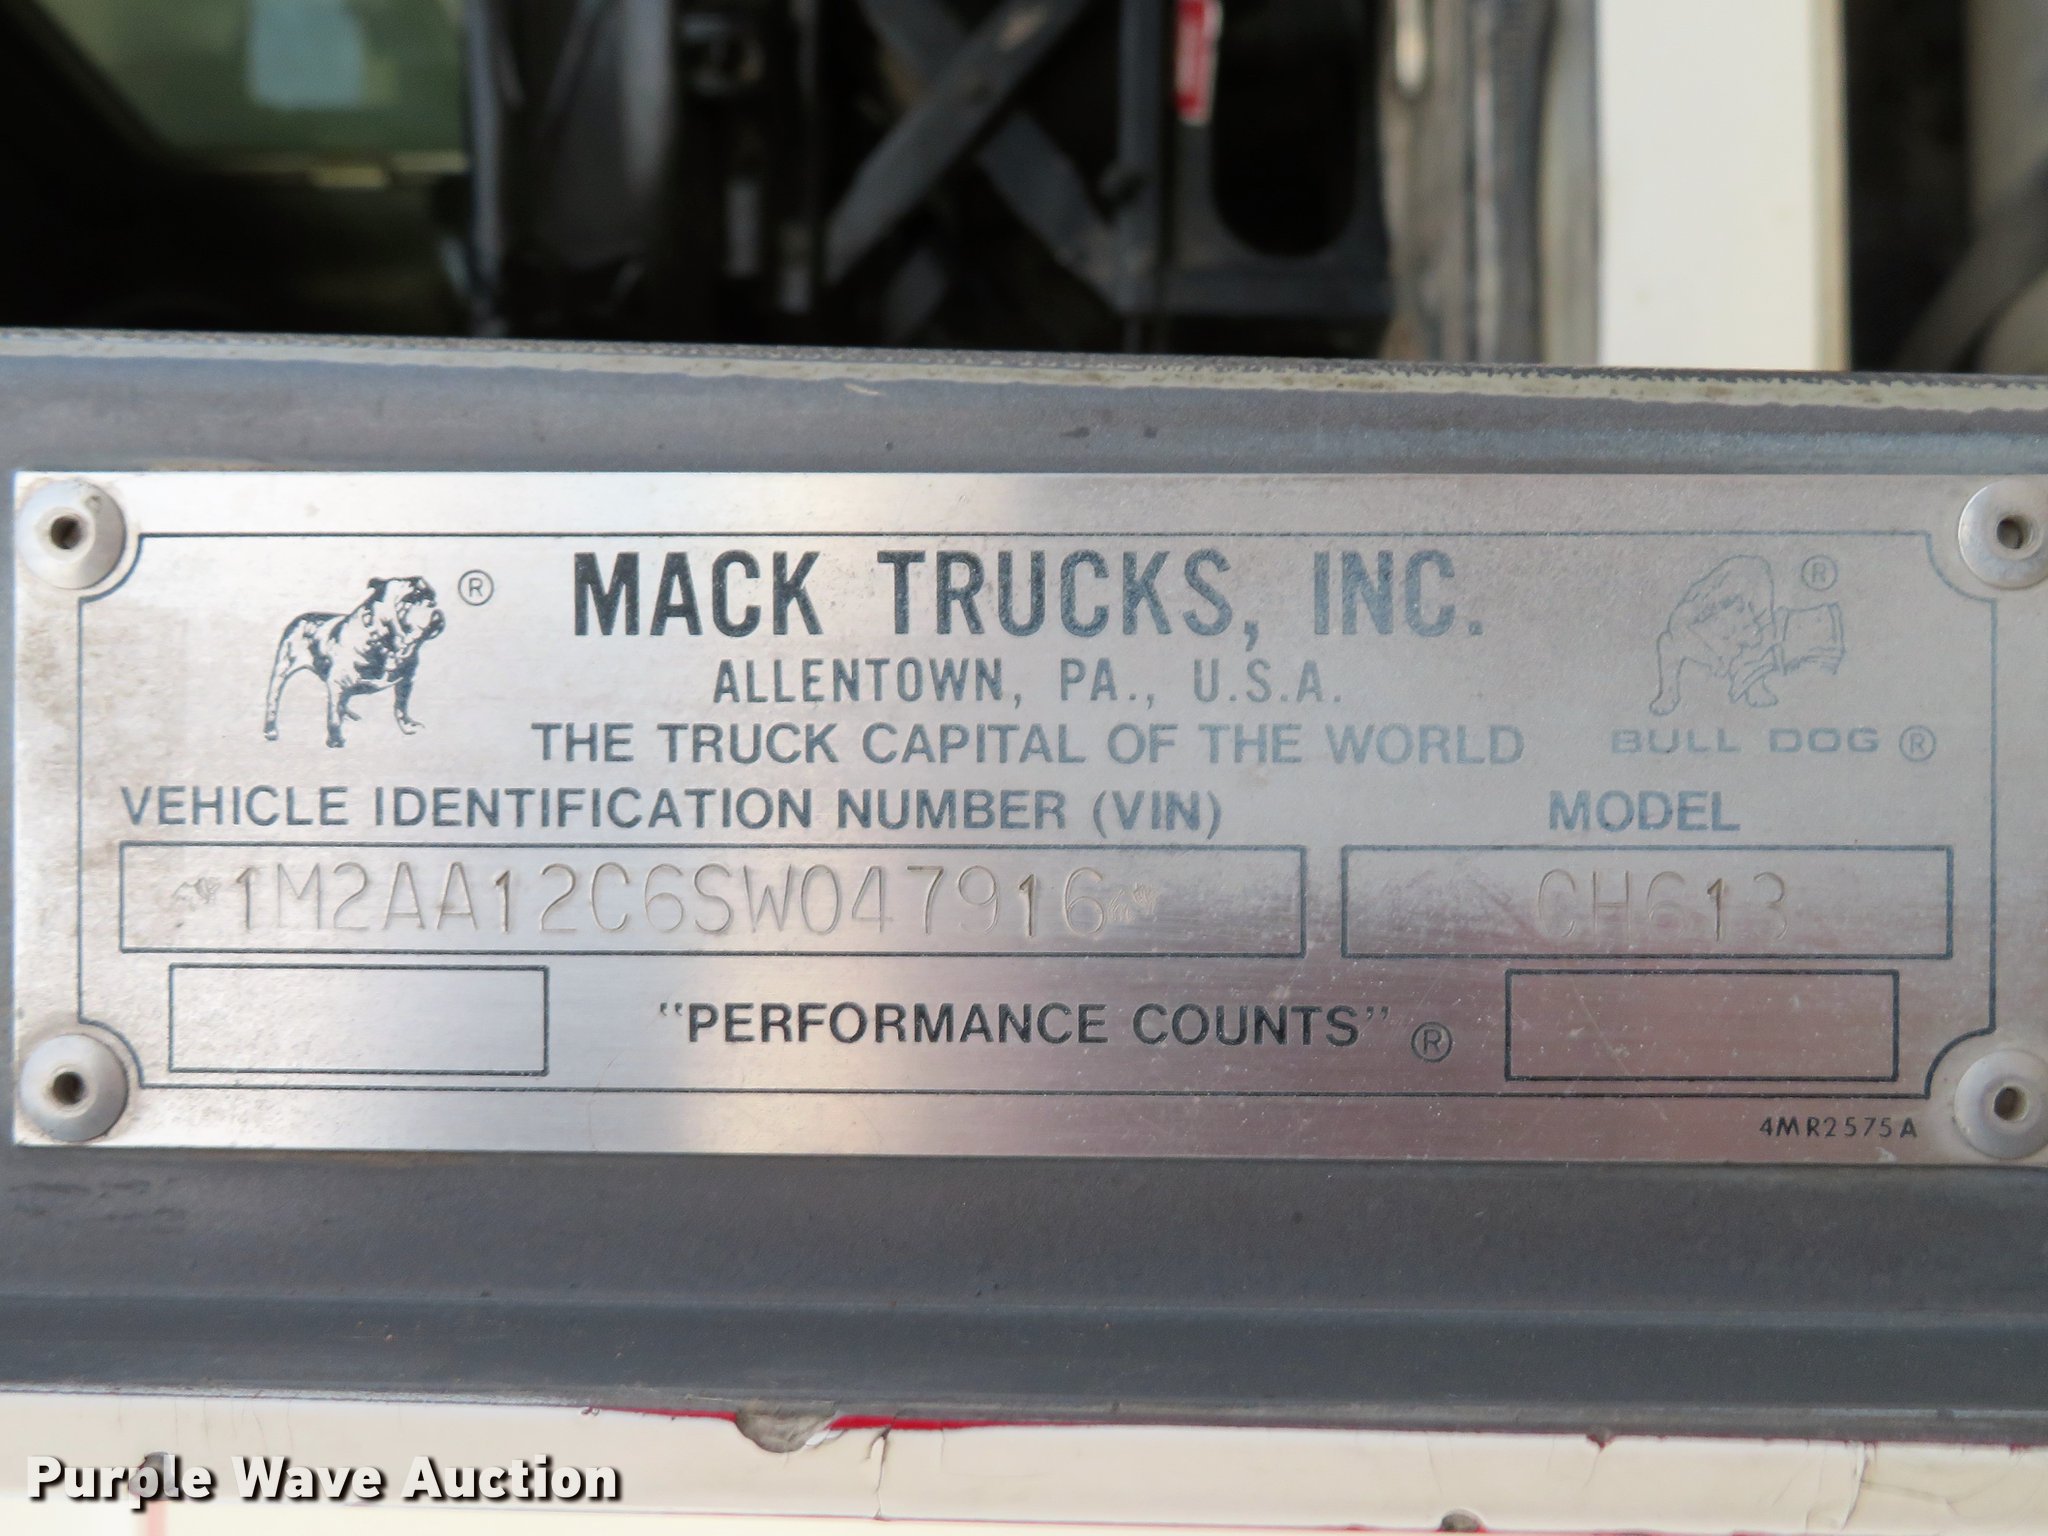 ®
MACK TRUCKS, INC.
®
ALLENTOWN, PA., U.S.A.
THE TRUCK CAPITAL OF THE WORLD
BULL DOG ®
VEHICLE IDENTIFICATION NUMBER (VIN)
MODEL
1M2AA12C6SW047916
CH613
"PERFORMANCE COUNTS" ®
4MR2575A
Purple Wave Auction